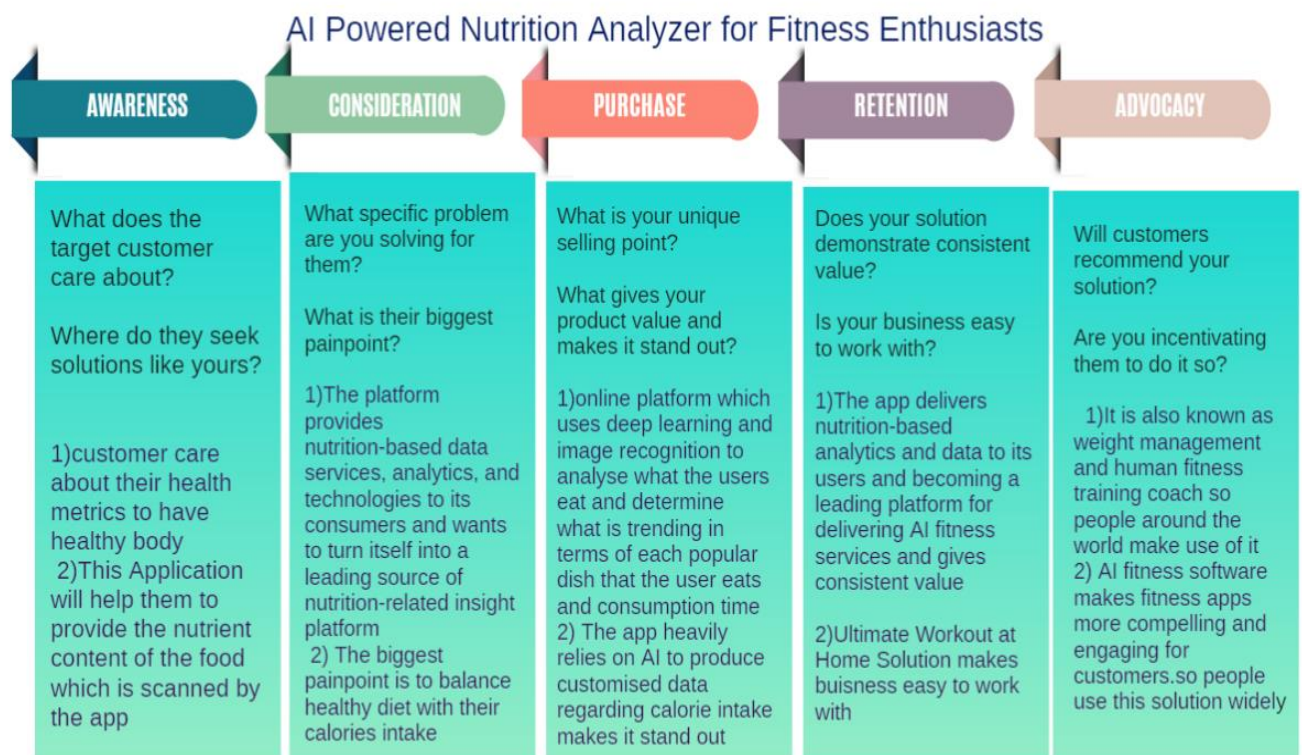 AI Powered Nutrition Analyzer for Fitness Enthusiasts
AWARENESS
What does the
target customer
care about?
Where do they seek
solutions like yours?
1)customer care
about their health
metrics to have
healthy body
2)This Application
will help them to
provide the nutrient
content of the food
which is scanned by
the app
CONSIDERATION
What specific problem
are you solving for
them?
What is their biggest
painpoint?
1)The platform
provides
nutrition-based data
services, analytics, and
technologies to its
consumers and wants
to turn itself into a
leading source of
nutrition-related insight
platform
2) The biggest
painpoint is to balance
healthy diet with their
calories intake
PURCHASE
What is your unique
selling point?
What gives your
product value and
makes it stand out?
1)online platform which
uses deep learning and
image recognition to
analyse what the users
eat and determine
what is trending in
terms of each popular
dish that the user eats
and consumption time
2) The app heavily
relies on AI to produce
customised data
regarding calorie intake
makes it stand out
RETENTION
Does your solution
demonstrate consistent
value?
Is your business easy
to work with?
1)The app delivers
nutrition-based
analytics and data to its
users and becoming a
leading platform for
delivering AI fitness
services and gives
consistent value
2)Ultimate Workout at
Home Solution makes
buisness easy to work
with
ADVOCACY
Will customers
recommend your
solution?
Are you incentivating
them to do it so?
1)It is also known as
weight management
and human fitness
training coach so
people around the
world make use of it
2) AI fitness software
makes fitness apps
more compelling and
engaging for
customers.so people
use this solution widely